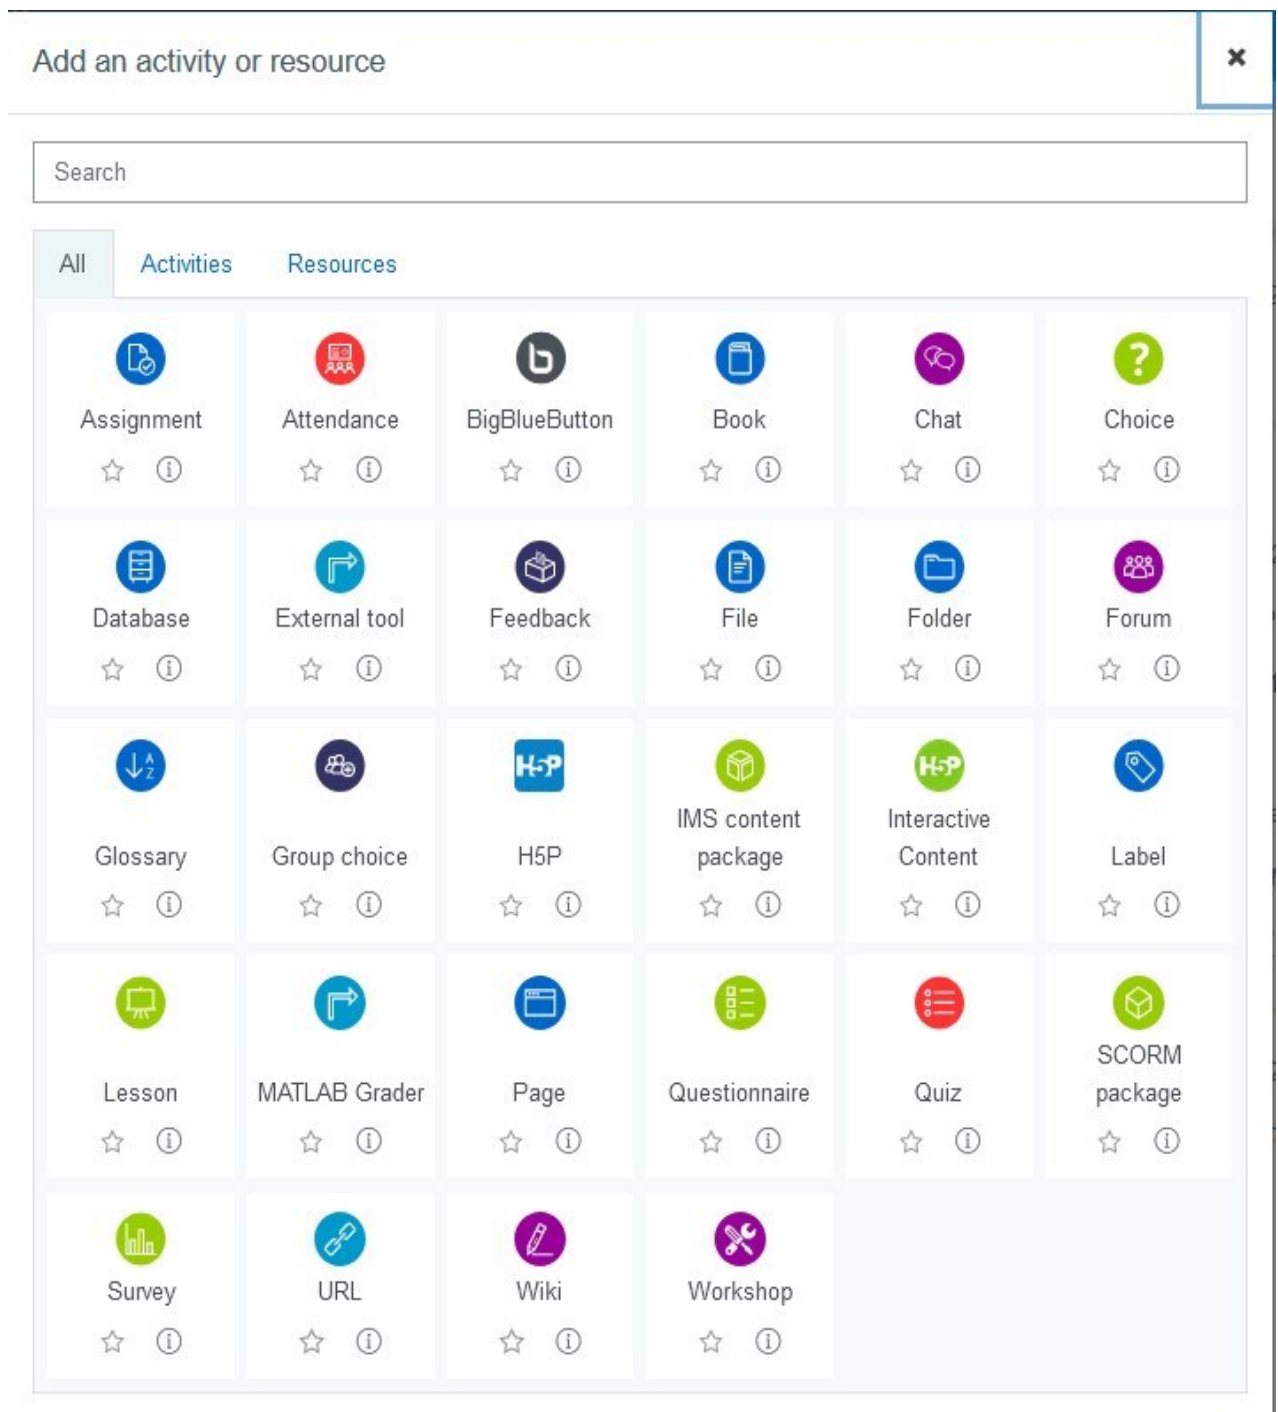 Add an activity or resource
Search
All Activities Resources
Assignment Attendance BigBlueButton Book Chat Choice
Database External tool Feedback File Folder Forum
Glossary Group choice H5P IMS content package Interactive Content Label
Lesson MATLAB Grader Page Questionnaire Quiz SCORM package
Survey URL Wiki Workshop